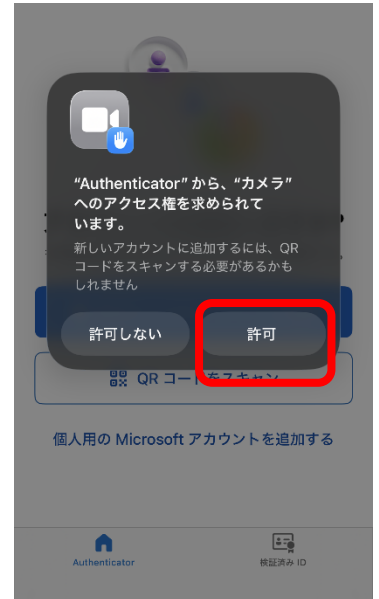 “Authenticator” から、“カメラ”
へのアクセス権を求められて
います。
新しいアカウントに追加するには、QR
コードをスキャンする必要があるかも
しれません
許可しない
許可
QR コードをスキャン
個人用の Microsoft アカウントを追加する
Authenticator
検証済み ID